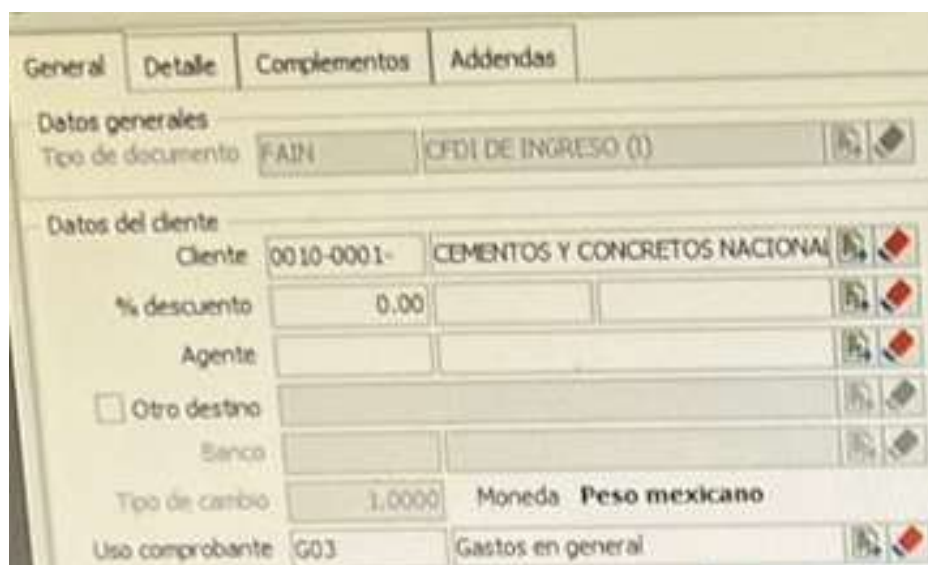 General Detalle Complementos Addendas
Datos generales
Tipo de documento FAIN CFDI DE INGRESO (I)
Datos del cliente
Cliente 0010-0001- CEMENTOS Y CONCRETOS NACIONAL
% descuento 0.00
Agente
Otro destino
Banco
Tipo de cambio 1.0000 Moneda Peso mexicano
Uso comprobante G03 Gastos en general